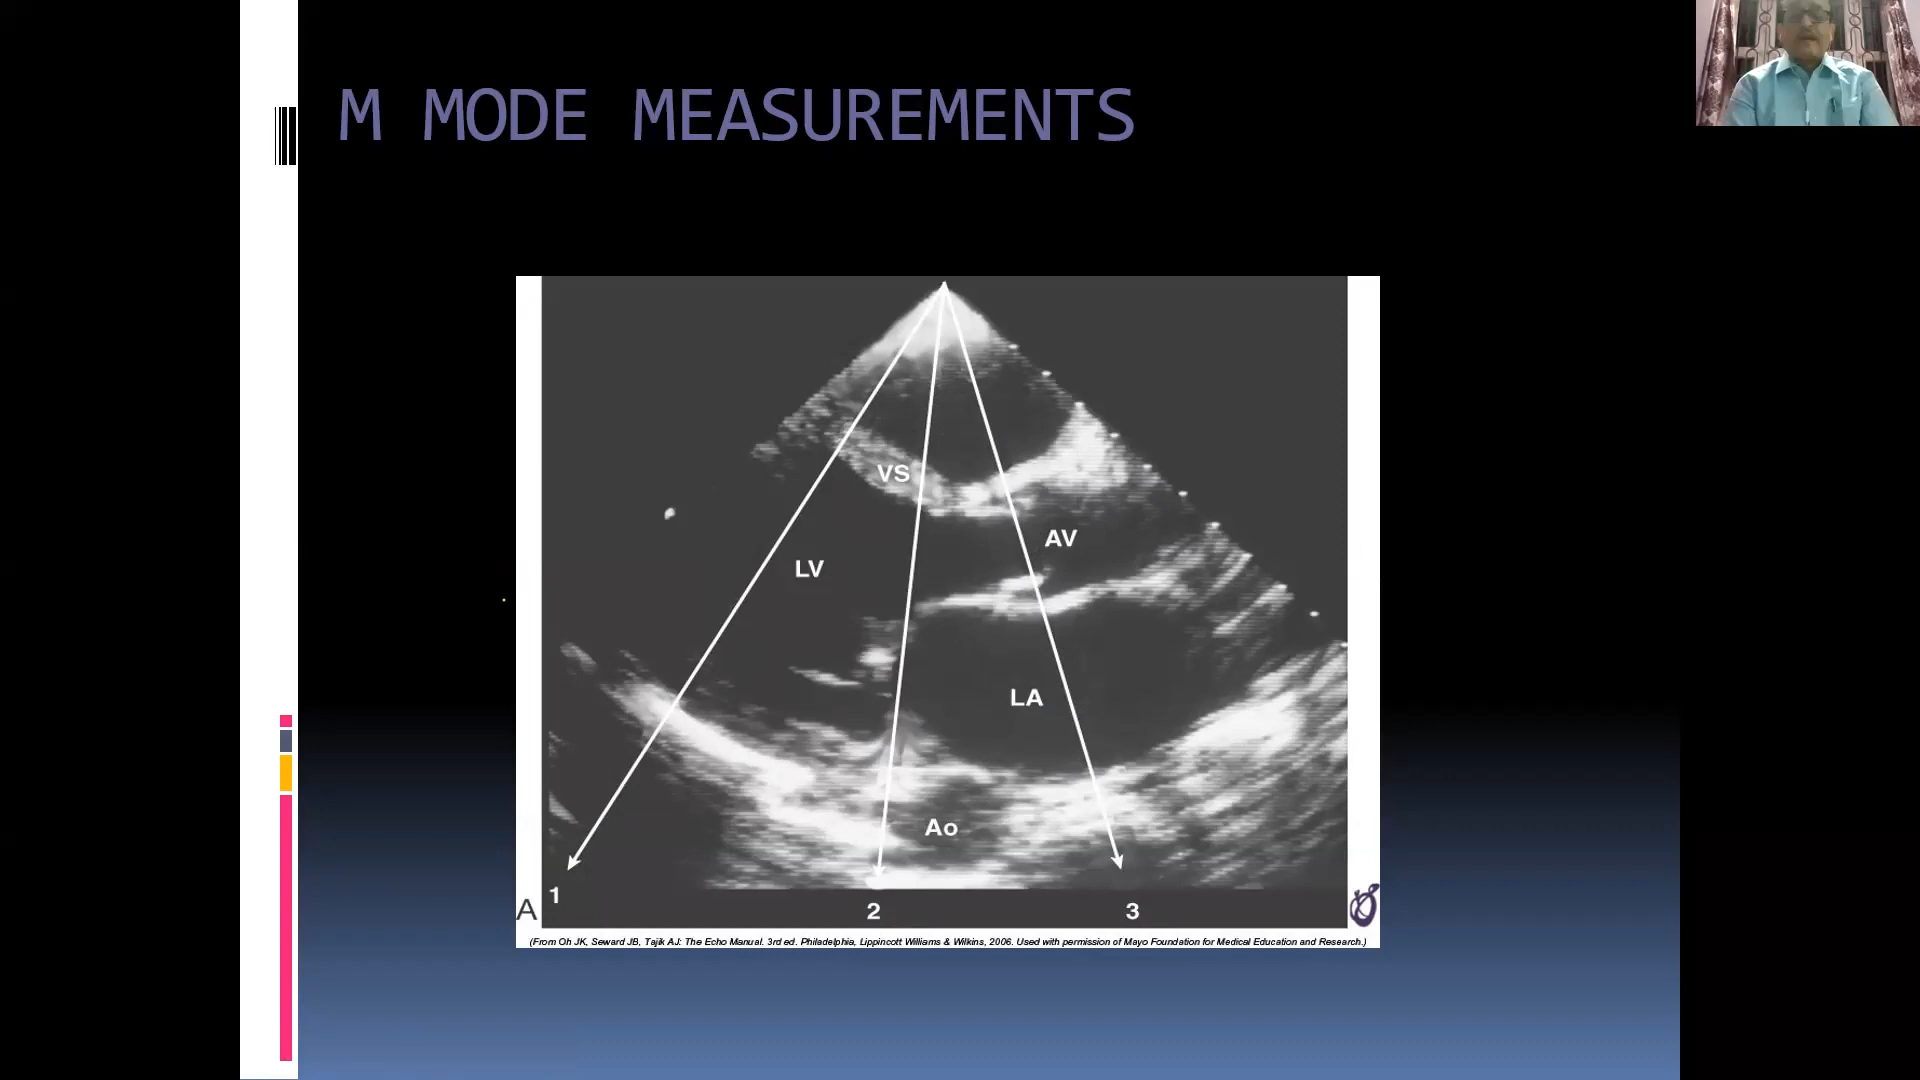 M MODE MEASUREMENTS
VS
AV
LV
LA
Ao
1
A
2
3
(From Oh JK, Seward JB, Tajik AJ: The Echo Manual. 3rd ed. Philadelphia, Lippincott Williams & Wilkins, 2006. Used with permission of Mayo Foundation for Medical Education and Research.)